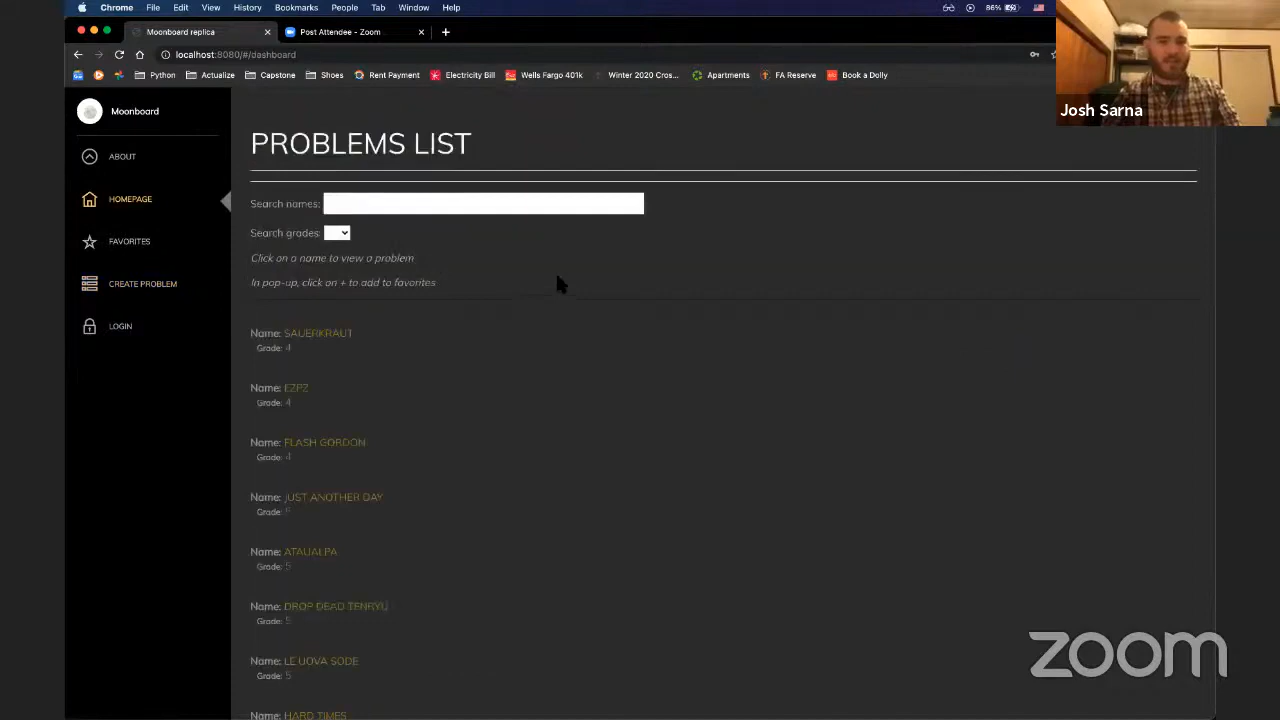 Chrome File Edit View History Bookmarks People Tab Window Help 86%
Moonboard replica Post Attendee - Zoom
localhost:8080/#/dashboard
Python Actualize Capstone Shoes Rent Payment Electricity Bill Wells Fargo 401k Winter 2020 Cros... Apartments FA Reserve Book a Dolly
Josh Sarna
Moonboard
ABOUT
HOMEPAGE
FAVORITES
CREATE PROBLEM
LOGIN
PROBLEMS LIST
Search names:
Search grades:
Click on a name to view a problem
In pop-up, click on + to add to favorites
Name: SAUERKRAUT
Grade: 4
Name: EZPZ
Grade: 4
Name: FLASH GORDON
Grade: 4
Name: JUST ANOTHER DAY
Grade:
Name: ATAUALPA
Grade: 5
Name: DROP DEAD TENRYU
Grade: 5
Name: LE UOVA SODE
Grade: 5
Name: HARD TIMES
zoom